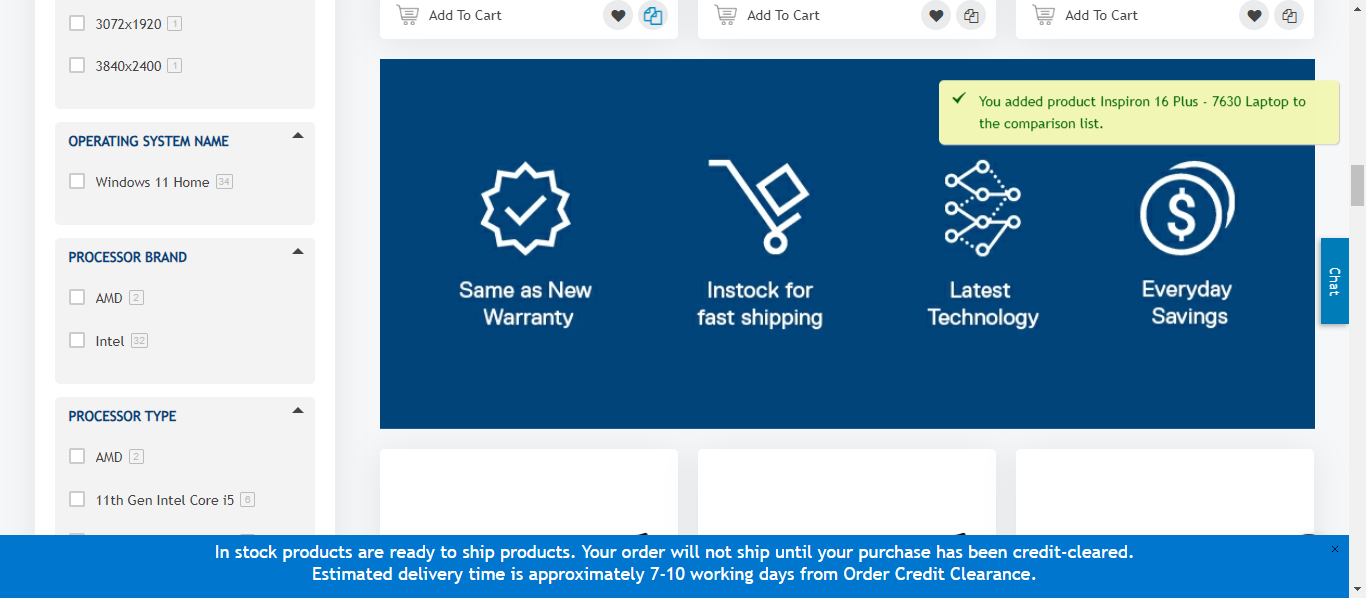 3072x1920 1
3840x2400 1
OPERATING SYSTEM NAME
Windows 11 Home 34
PROCESSOR BRAND
AMD 2
Intel 32
PROCESSOR TYPE
AMD 2
11th Gen Intel Core i5 6
Add To Cart
Add To Cart
Add To Cart
You added product Inspiron 16 Plus - 7630 Laptop to
the comparison list.
Same as New
Warranty
Instock for
fast shipping
Latest
Technology
Everyday
Savings
Chat
In stock products are ready to ship products. Your order will not ship until your purchase has been credit-cleared.
Estimated delivery time is approximately 7-10 working days from Order Credit Clearance.